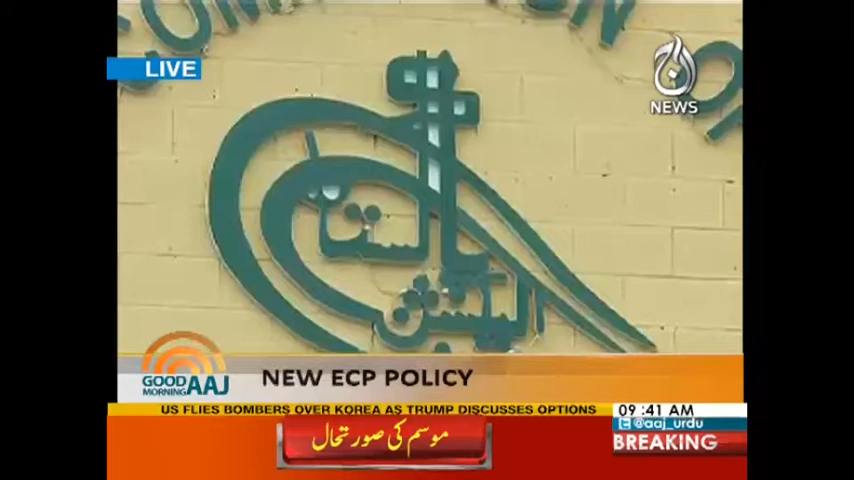 LIVE
NEWS
پاکستان
الیکشن
GOOD
MORNING AAJ
NEW ECP POLICY
US FLIES BOMBERS OVER KOREA AS TRUMP DISCUSSES OPTIONS
09:41 AM
@aaj_urdu
موسم کی صورتحال
BREAKING